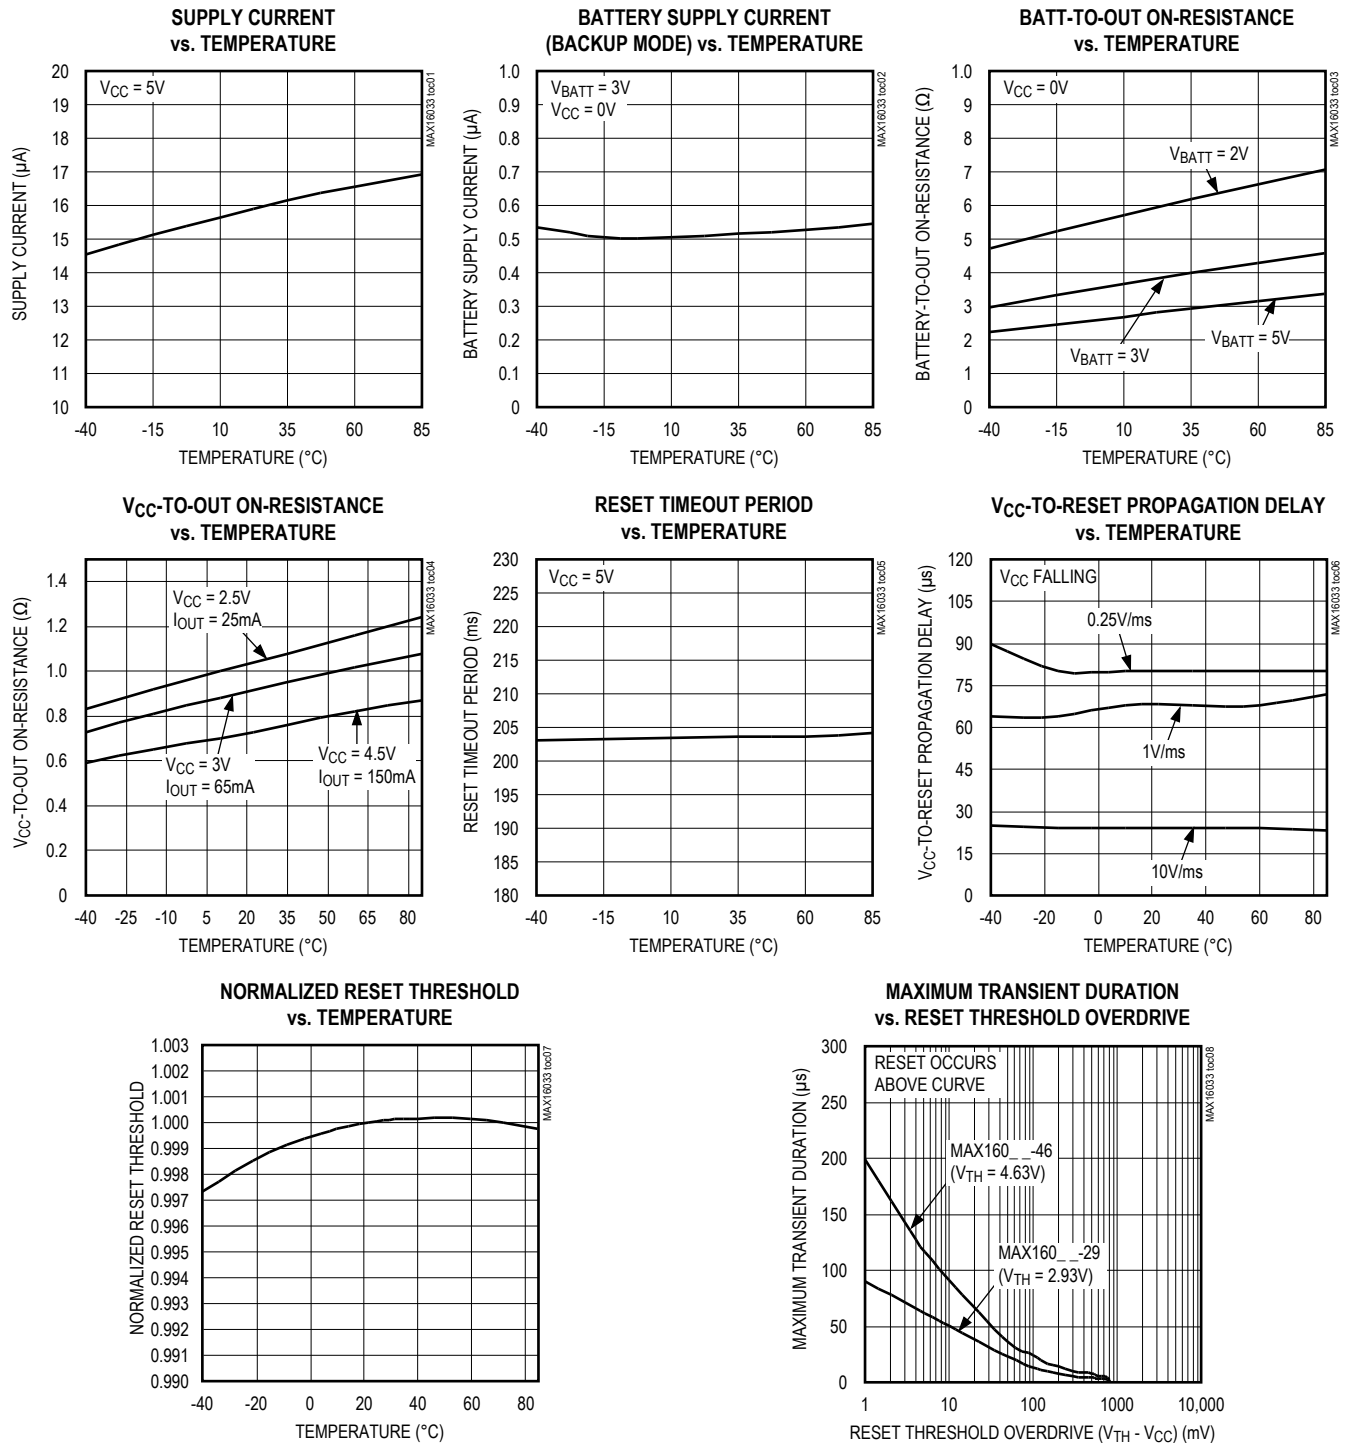 SUPPLY CURRENT
vs. TEMPERATURE
VCC = 5V
MAX16033 toc01
SUPPLY CURRENT (µA)
20
19
18
17
16
15
14
13
12
11
10
-40 -15 10 35 60 85
TEMPERATURE (°C)
BATTERY SUPPLY CURRENT
(BACKUP MODE) vs. TEMPERATURE
VBATT = 3V
VCC = 0V
MAX16033 toc02
BATTERY SUPPLY CURRENT (µA)
1.0
0.9
0.8
0.7
0.6
0.5
0.4
0.3
0.2
0.1
0
-40 -15 10 35 60 85
TEMPERATURE (°C)
BATT-TO-OUT ON-RESISTANCE
vs. TEMPERATURE
VCC = 0V
MAX16033 toc03
BATTERY-TO-OUT ON-RESISTANCE (Ω)
1.0
9
8
7
6
5
4
3
2
1
0
VBATT = 2V
VBATT = 3V
VBATT = 5V
-40 -15 10 35 60 85
TEMPERATURE (°C)
VCC-TO-OUT ON-RESISTANCE
vs. TEMPERATURE
MAX16033 toc04
VCC-TO-OUT ON-RESISTANCE (Ω)
1.4
1.2
1.0
0.8
0.6
0.4
0.2
0
VCC = 2.5V
IOUT = 25mA
VCC = 3V
IOUT = 65mA
VCC = 4.5V
IOUT = 150mA
-40 -25 -10 5 20 35 50 65 80
TEMPERATURE (°C)
RESET TIMEOUT PERIOD
vs. TEMPERATURE
VCC = 5V
MAX16033 toc05
RESET TIMEOUT PERIOD (ms)
230
225
220
215
210
205
200
195
190
185
180
-40 -15 10 35 60 85
TEMPERATURE (°C)
VCC-TO-RESET PROPAGATION DELAY
vs. TEMPERATURE
VCC FALLING
MAX16033 toc06
VCC-TO-RESET PROPAGATION DELAY (µs)
120
105
90
75
60
45
30
15
0
0.25V/ms
1V/ms
10V/ms
-40 -20 0 20 40 60 80
TEMPERATURE (°C)
NORMALIZED RESET THRESHOLD
vs. TEMPERATURE
MAX16033 toc07
NORMALIZED RESET THRESHOLD
1.003
1.002
1.001
1.000
0.999
0.998
0.997
0.996
0.995
0.994
0.993
0.992
0.991
0.990
-40 -20 0 20 40 60 80
TEMPERATURE (°C)
MAXIMUM TRANSIENT DURATION
vs. RESET THRESHOLD OVERDRIVE
RESET OCCURS
ABOVE CURVE
MAX16033 toc08
MAXIMUM TRANSIENT DURATION (µs)
300
250
200
150
100
50
0
MAX160_ _-46
(VTH = 4.63V)
MAX160_ _-29
(VTH = 2.93V)
1 10 100 1000 10,000
RESET THRESHOLD OVERDRIVE (VTH - VCC) (mV)